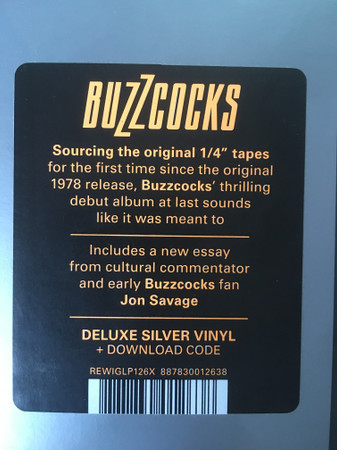 BUZZCOCKS
Sourcing the original 1/4” tapes
for the first time since the original
1978 release, Buzzcocks’ thrilling
debut album at last sounds
like it was meant to
Includes a new essay
from cultural commentator
and early Buzzcocks fan
Jon Savage
DELUXE SILVER VINYL
+ DOWNLOAD CODE
REWIGLP126X 887830012638